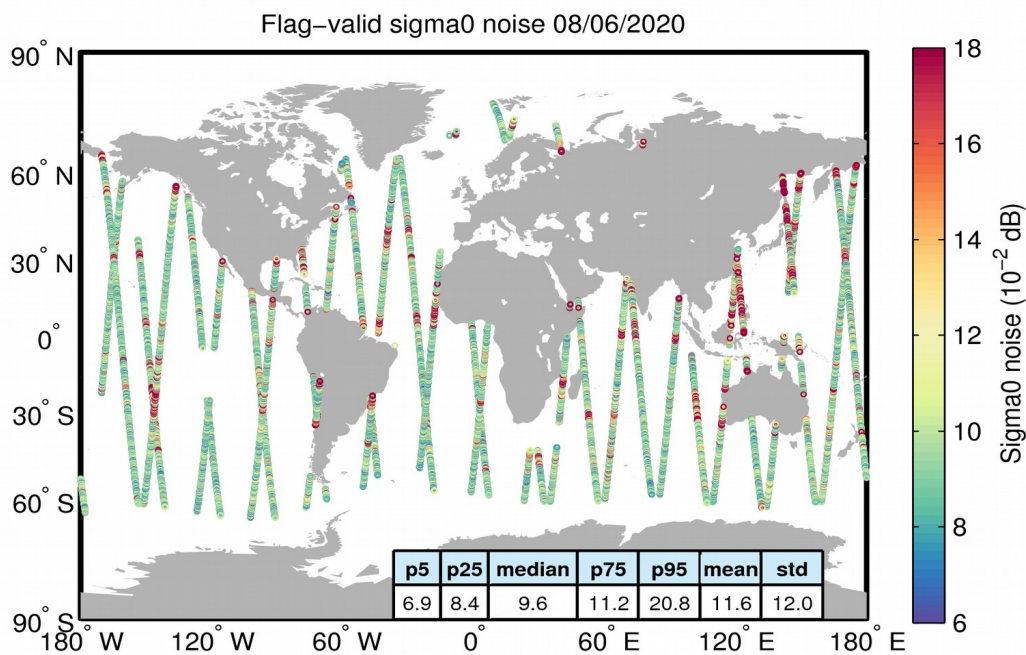 Flag−valid sigma0 noise 08/06/2020
90° N
60° N
30° N
0°
30° S
60° S
90° S
180° W
120° W
60° W
0°
60° E
120° E
180° E
p5 p25 median p75 p95 mean std
6.9 8.4 9.6 11.2 20.8 11.6 12.0
18
16
14
12
10
8
6
Sigma0 noise (10⁻² dB)